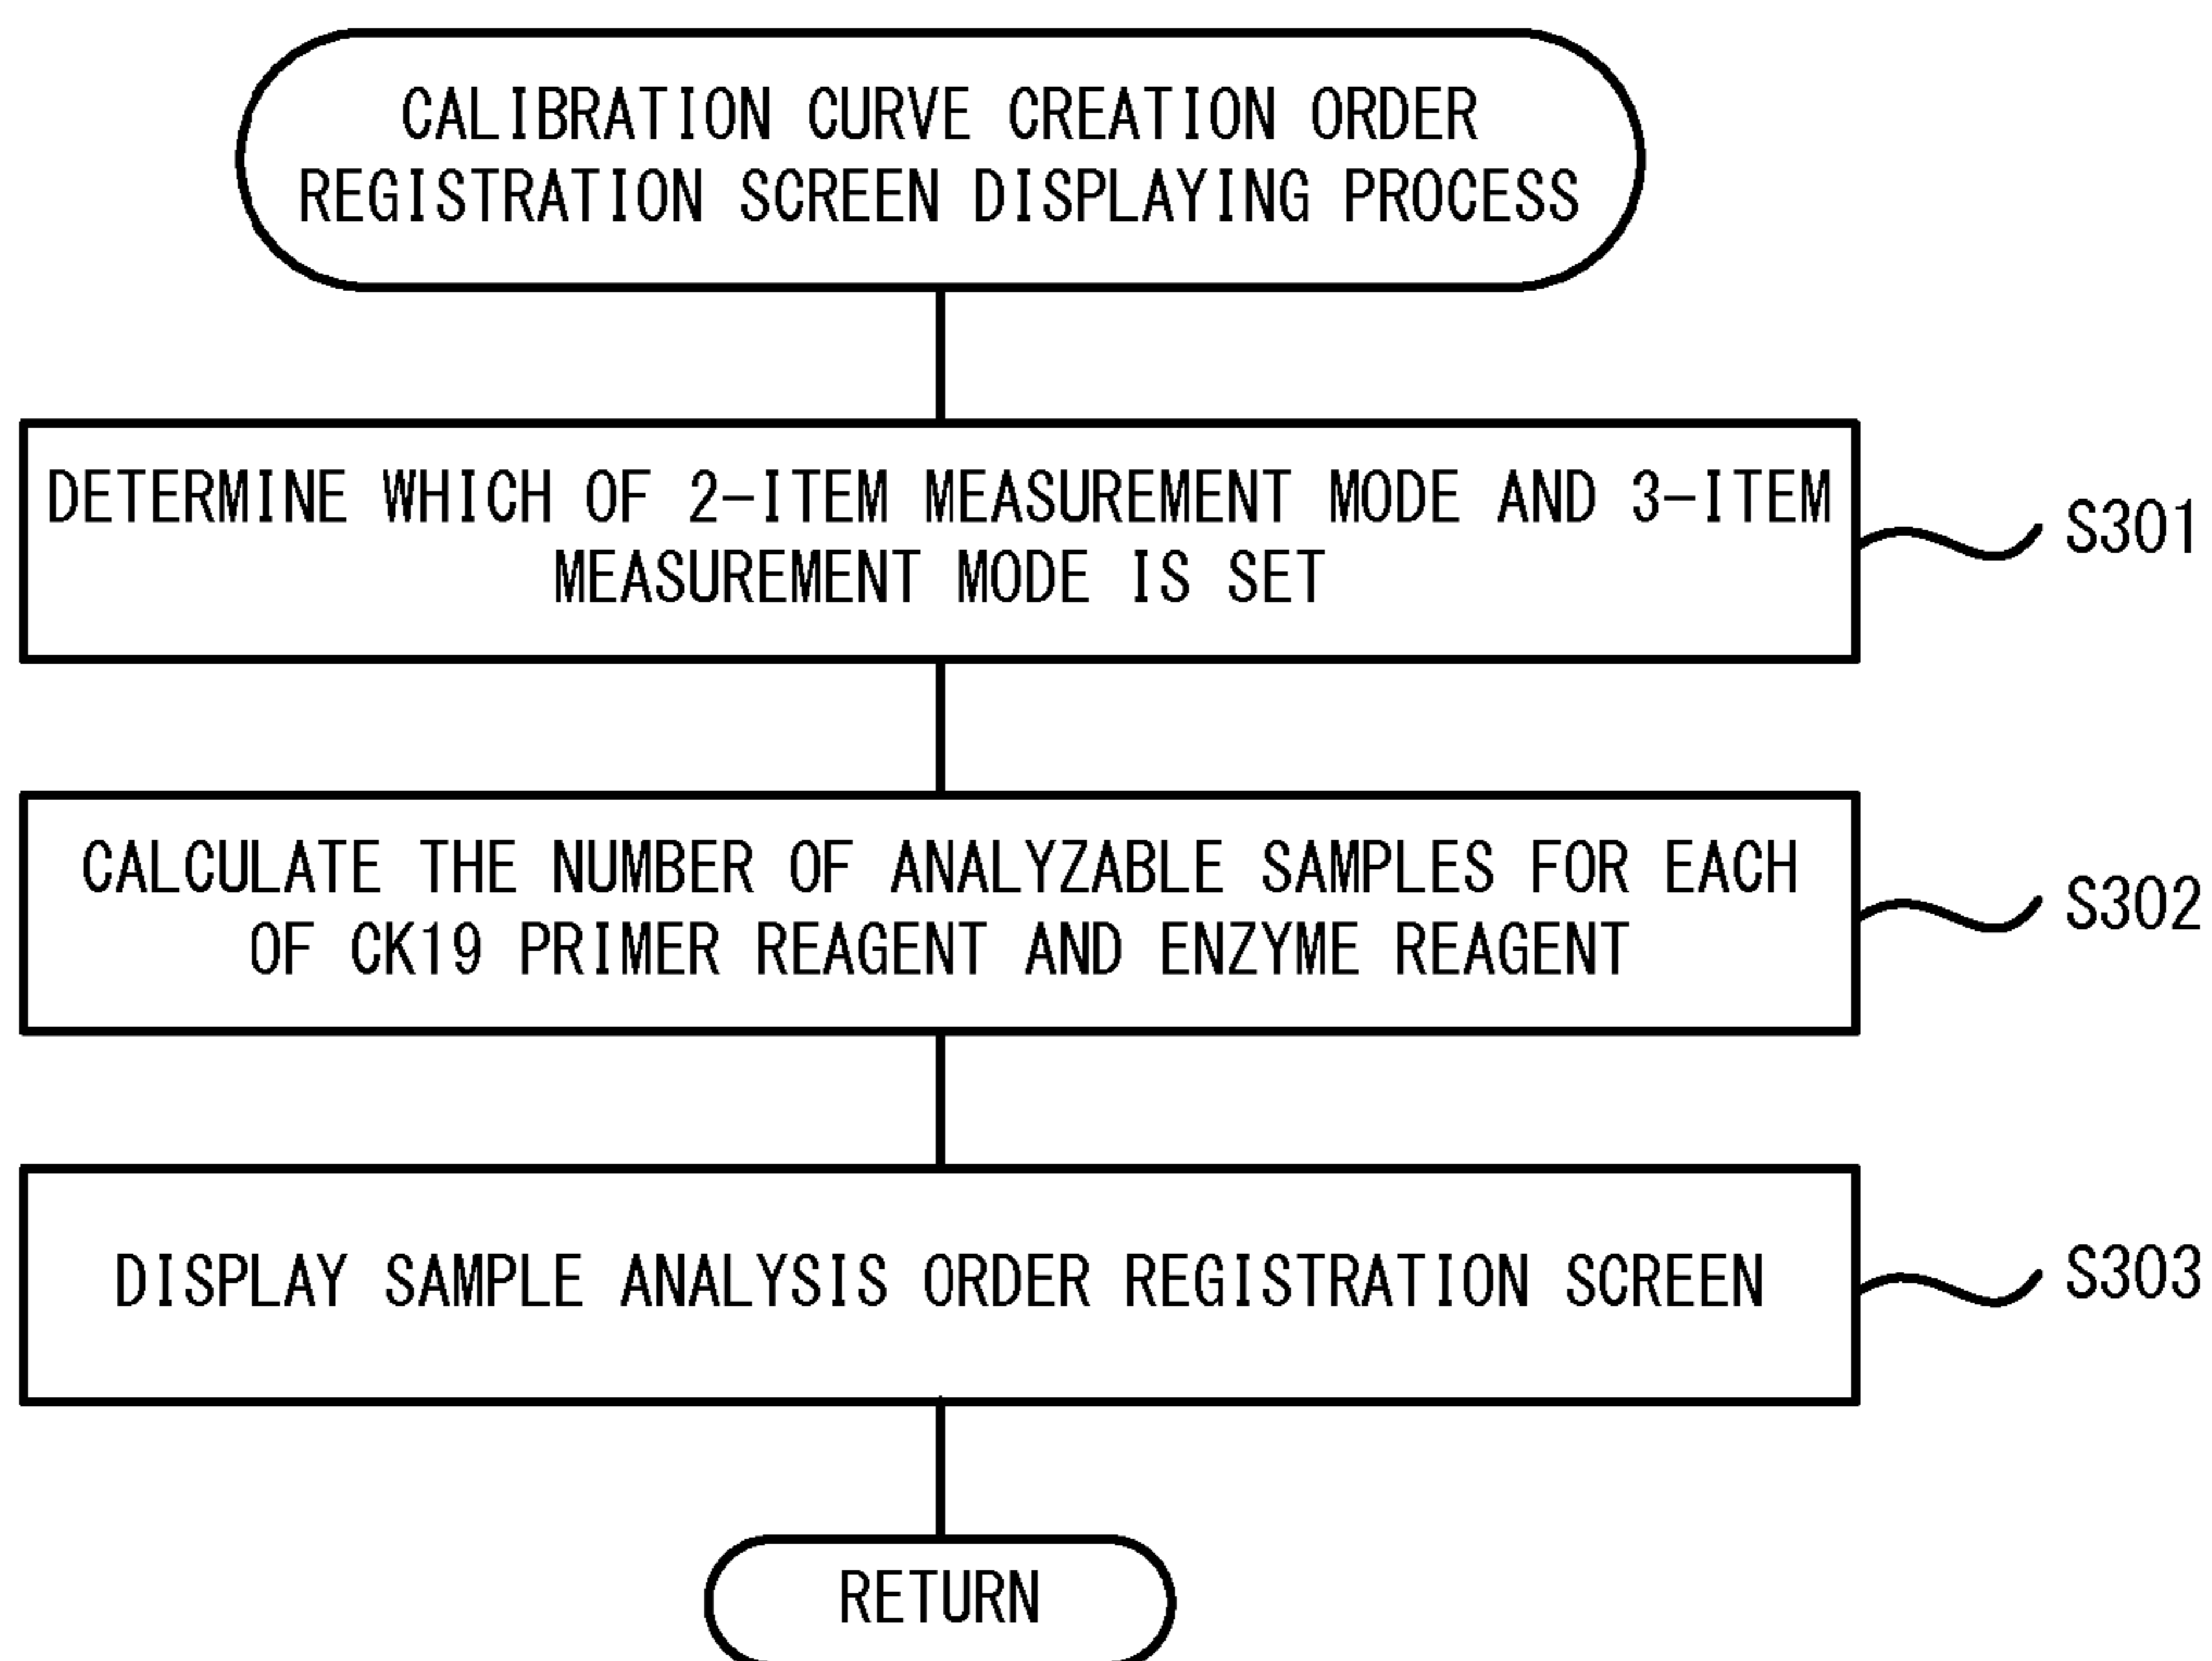 CALIBRATION CURVE CREATION ORDER
REGISTRATION SCREEN DISPLAYING PROCESS
DETERMINE WHICH OF 2-ITEM MEASUREMENT MODE AND 3-ITEM
MEASUREMENT MODE IS SET
S301
CALCULATE THE NUMBER OF ANALYZABLE SAMPLES FOR EACH
OF CK19 PRIMER REAGENT AND ENZYME REAGENT
S302
DISPLAY SAMPLE ANALYSIS ORDER REGISTRATION SCREEN
S303
RETURN